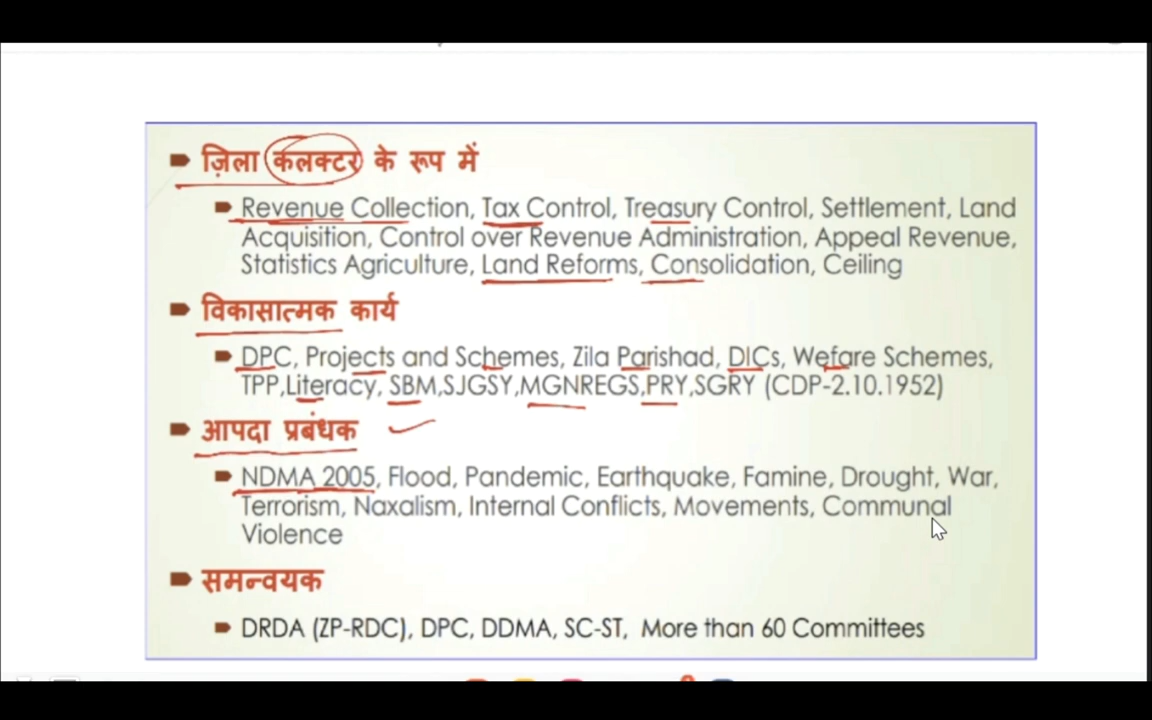 ज़िला कलक्टर के रूप में
Revenue Collection, Tax Control, Treasury Control, Settlement, Land
Acquisition, Control over Revenue Administration, Appeal Revenue,
Statistics Agriculture, Land Reforms, Consolidation, Ceiling
विकासात्मक कार्य
DPC, Projects and Schemes, Zila Parishad, DICs, Wefare Schemes,
TPP,Literacy, SBM,SJGSY,MGNREGS,PRY,SGRY (CDP-2.10.1952)
आपदा प्रबंधक
NDMA 2005, Flood, Pandemic, Earthquake, Famine, Drought, War,
Terrorism, Naxalism, Internal Conflicts, Movements, Communal
Violence
समन्वयक
DRDA (ZP-RDC), DPC, DDMA, SC-ST, More than 60 Committees